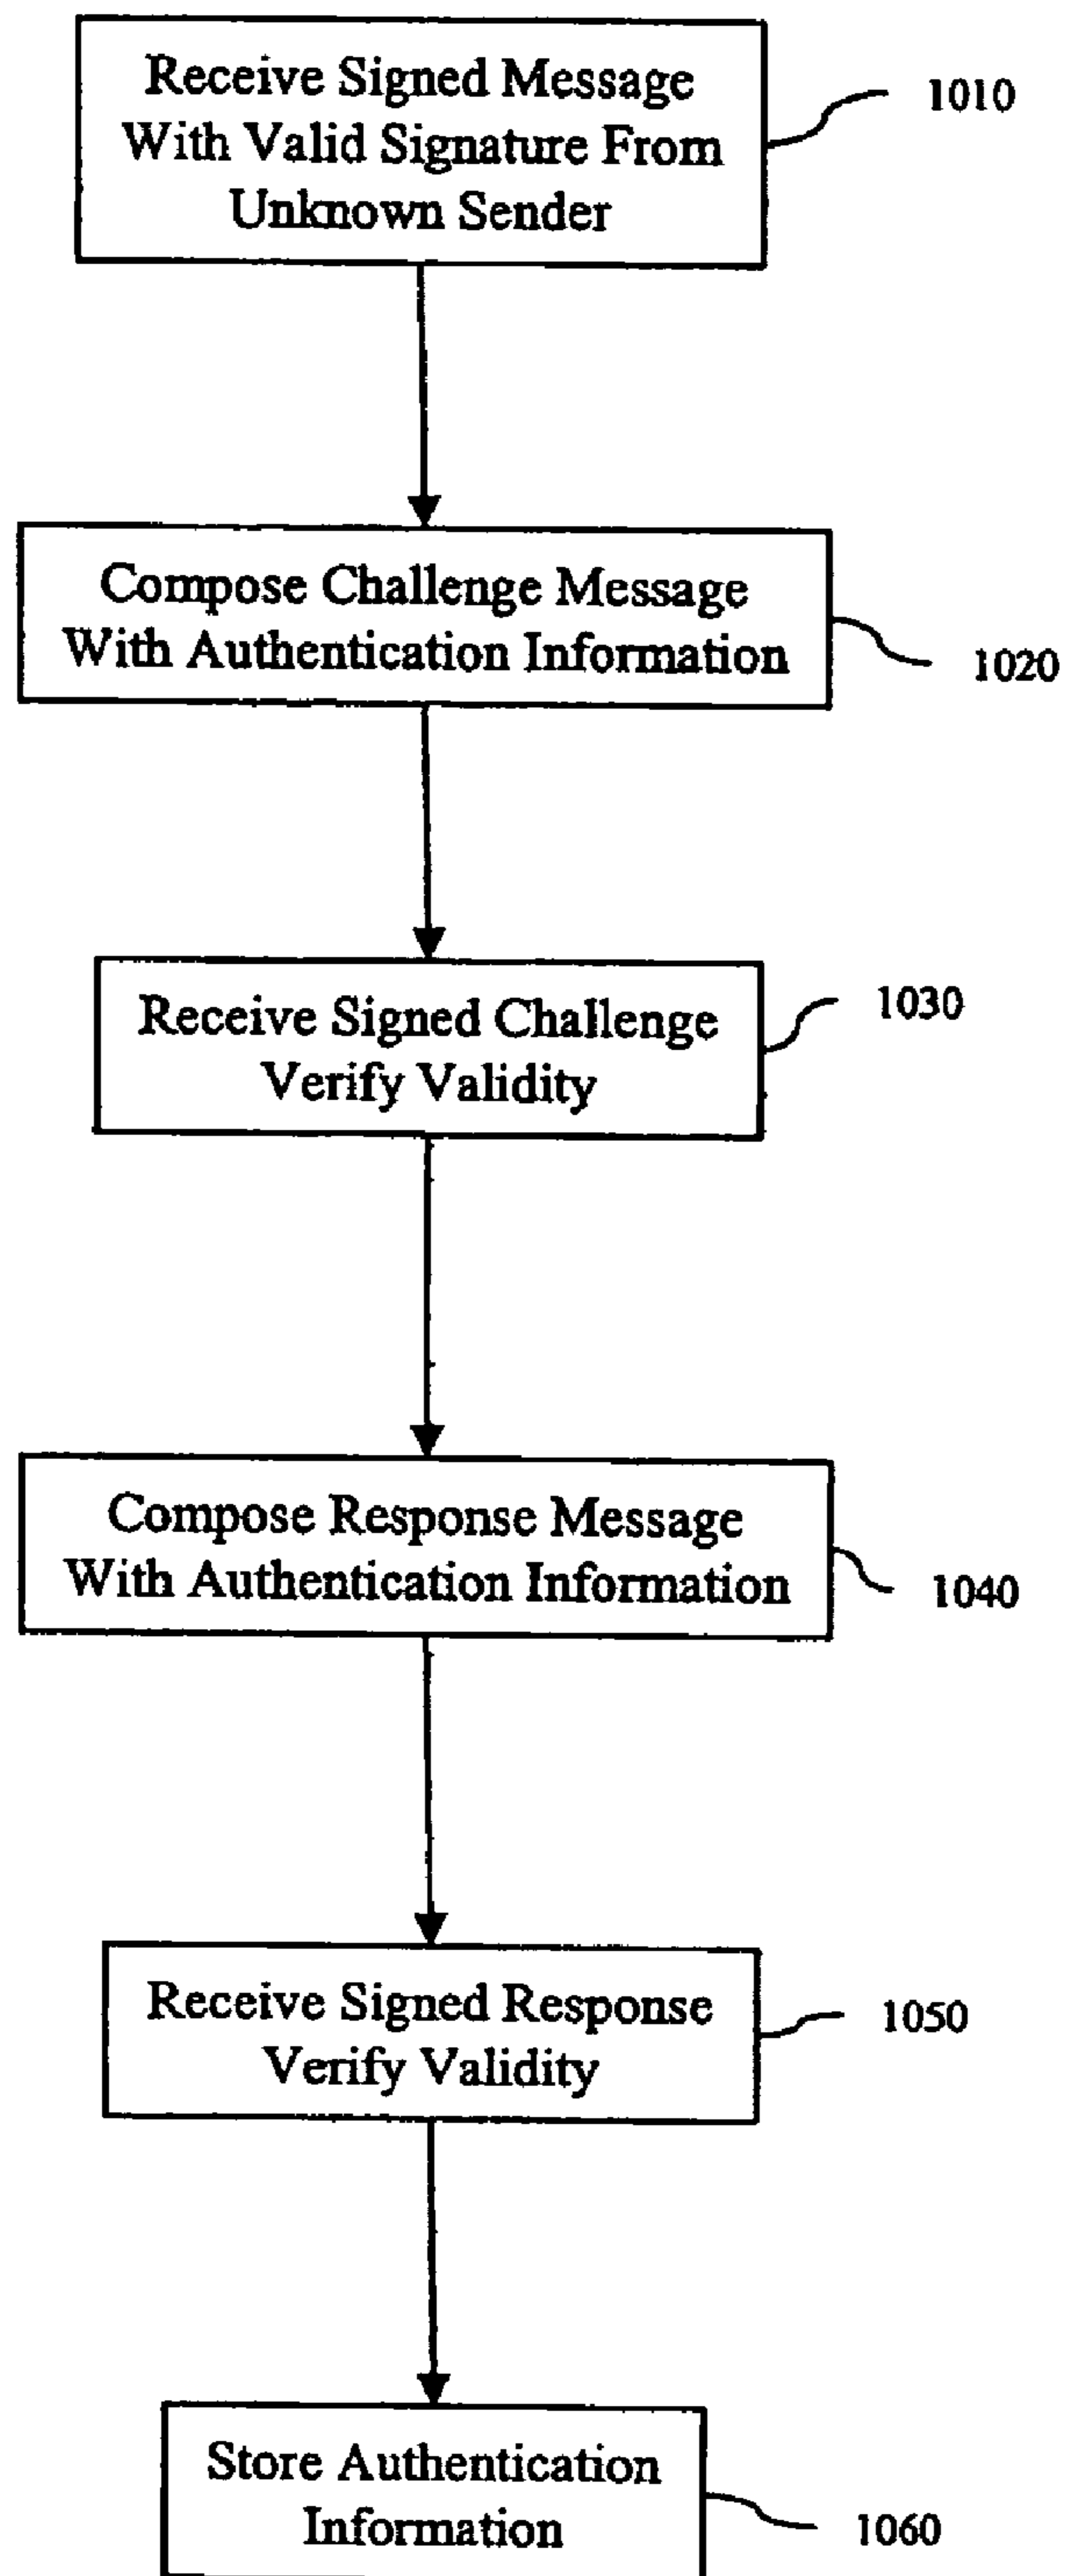 Receive Signed Message
With Valid Signature From
Unknown Sender
1010
Compose Challenge Message
With Authentication Information
1020
Receive Signed Challenge
Verify Validity
1030
Compose Response Message
With Authentication Information
1040
Receive Signed Response
Verify Validity
1050
Store Authentication
Information
1060